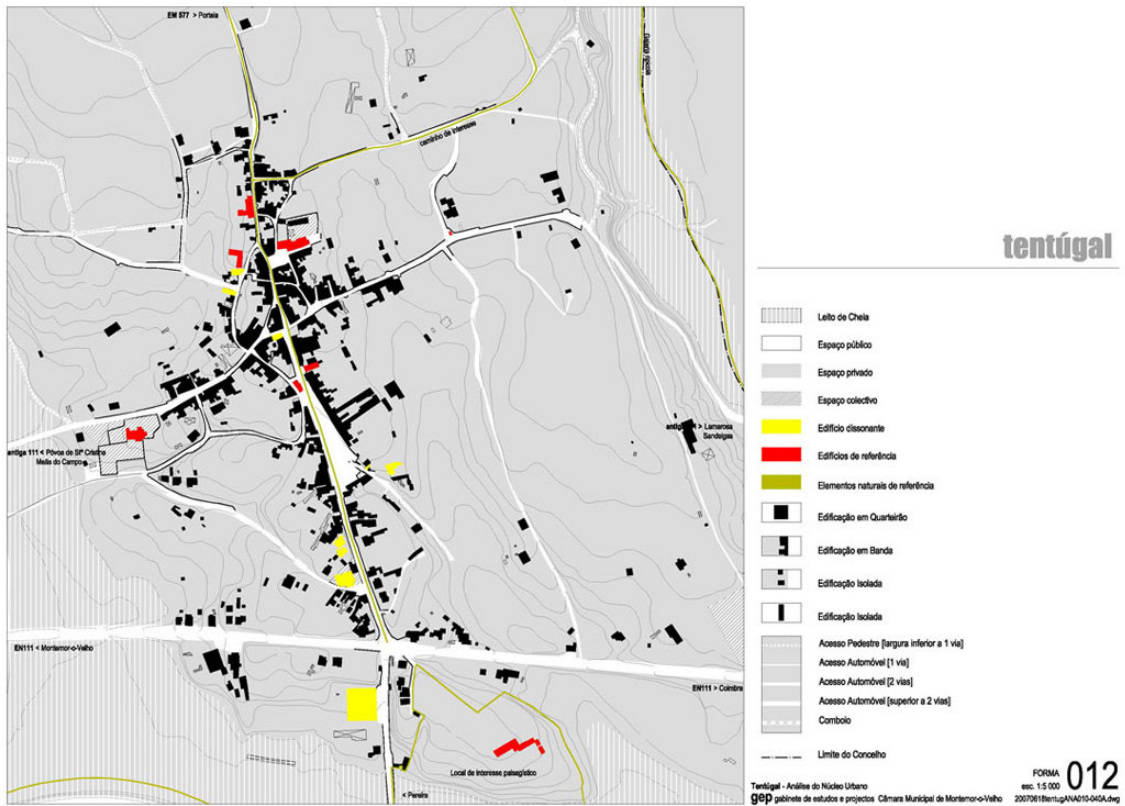 EM 577 > Portela
caminho de interesse
tentúgal
Leito de Cheia
Espaço público
Espaço privado
Espaço colectivo
Edifício dissonante
Edifícios de referência
Elementos naturais de referência
Edificação em Quarteirão
Edificação em Banda
Edificação Isolada
Edificação Isolada
Acesso Pedestre [largura inferior a 1 via]
Acesso Automóvel [1 via]
Acesso Automóvel [2 vias]
Acesso Automóvel [superior a 2 vias]
Comboio
Limite do Concelho
> Lamarosa
Sandelgas
antiga 111 < Póvoa de Stª Cristina
Meãs do Campo
EN111 < Montemor-o-Velho
EN111 > Coimbra
Local de interesse paisagístico
< Pereira
FORMA 012
esc. 1:5 000
Tentúgal - Análise do Núcleo Urbano
gep gabinete de estudos e projectos Câmara Municipal de Montemor-o-Velho 20070618tentugANA010-040A.dwg